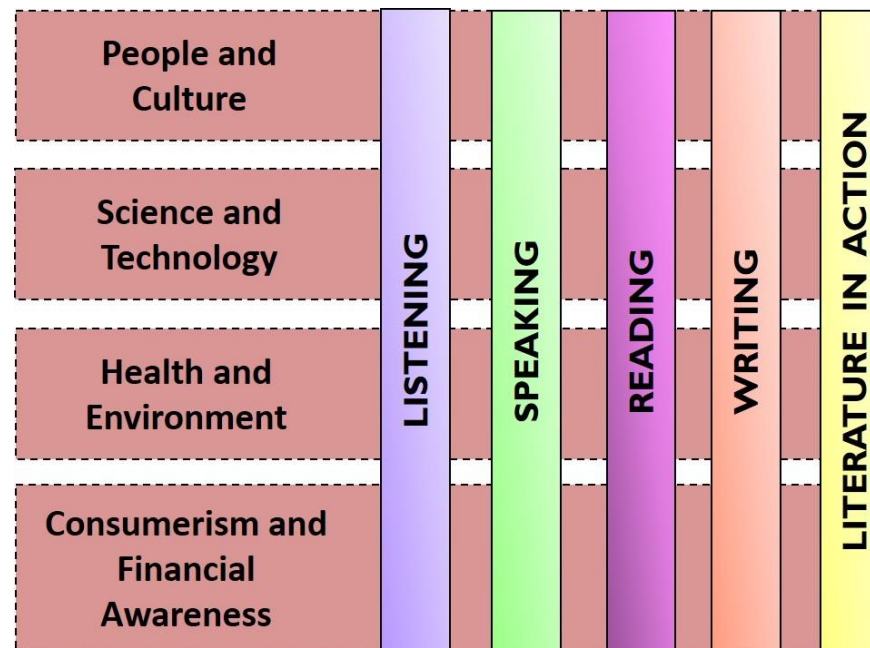 People and
Culture
Science and
Technology
Health and
Environment
Consumerism and
Financial
Awareness
LISTENING
SPEAKING
READING
WRITING
LITERATURE IN ACTION